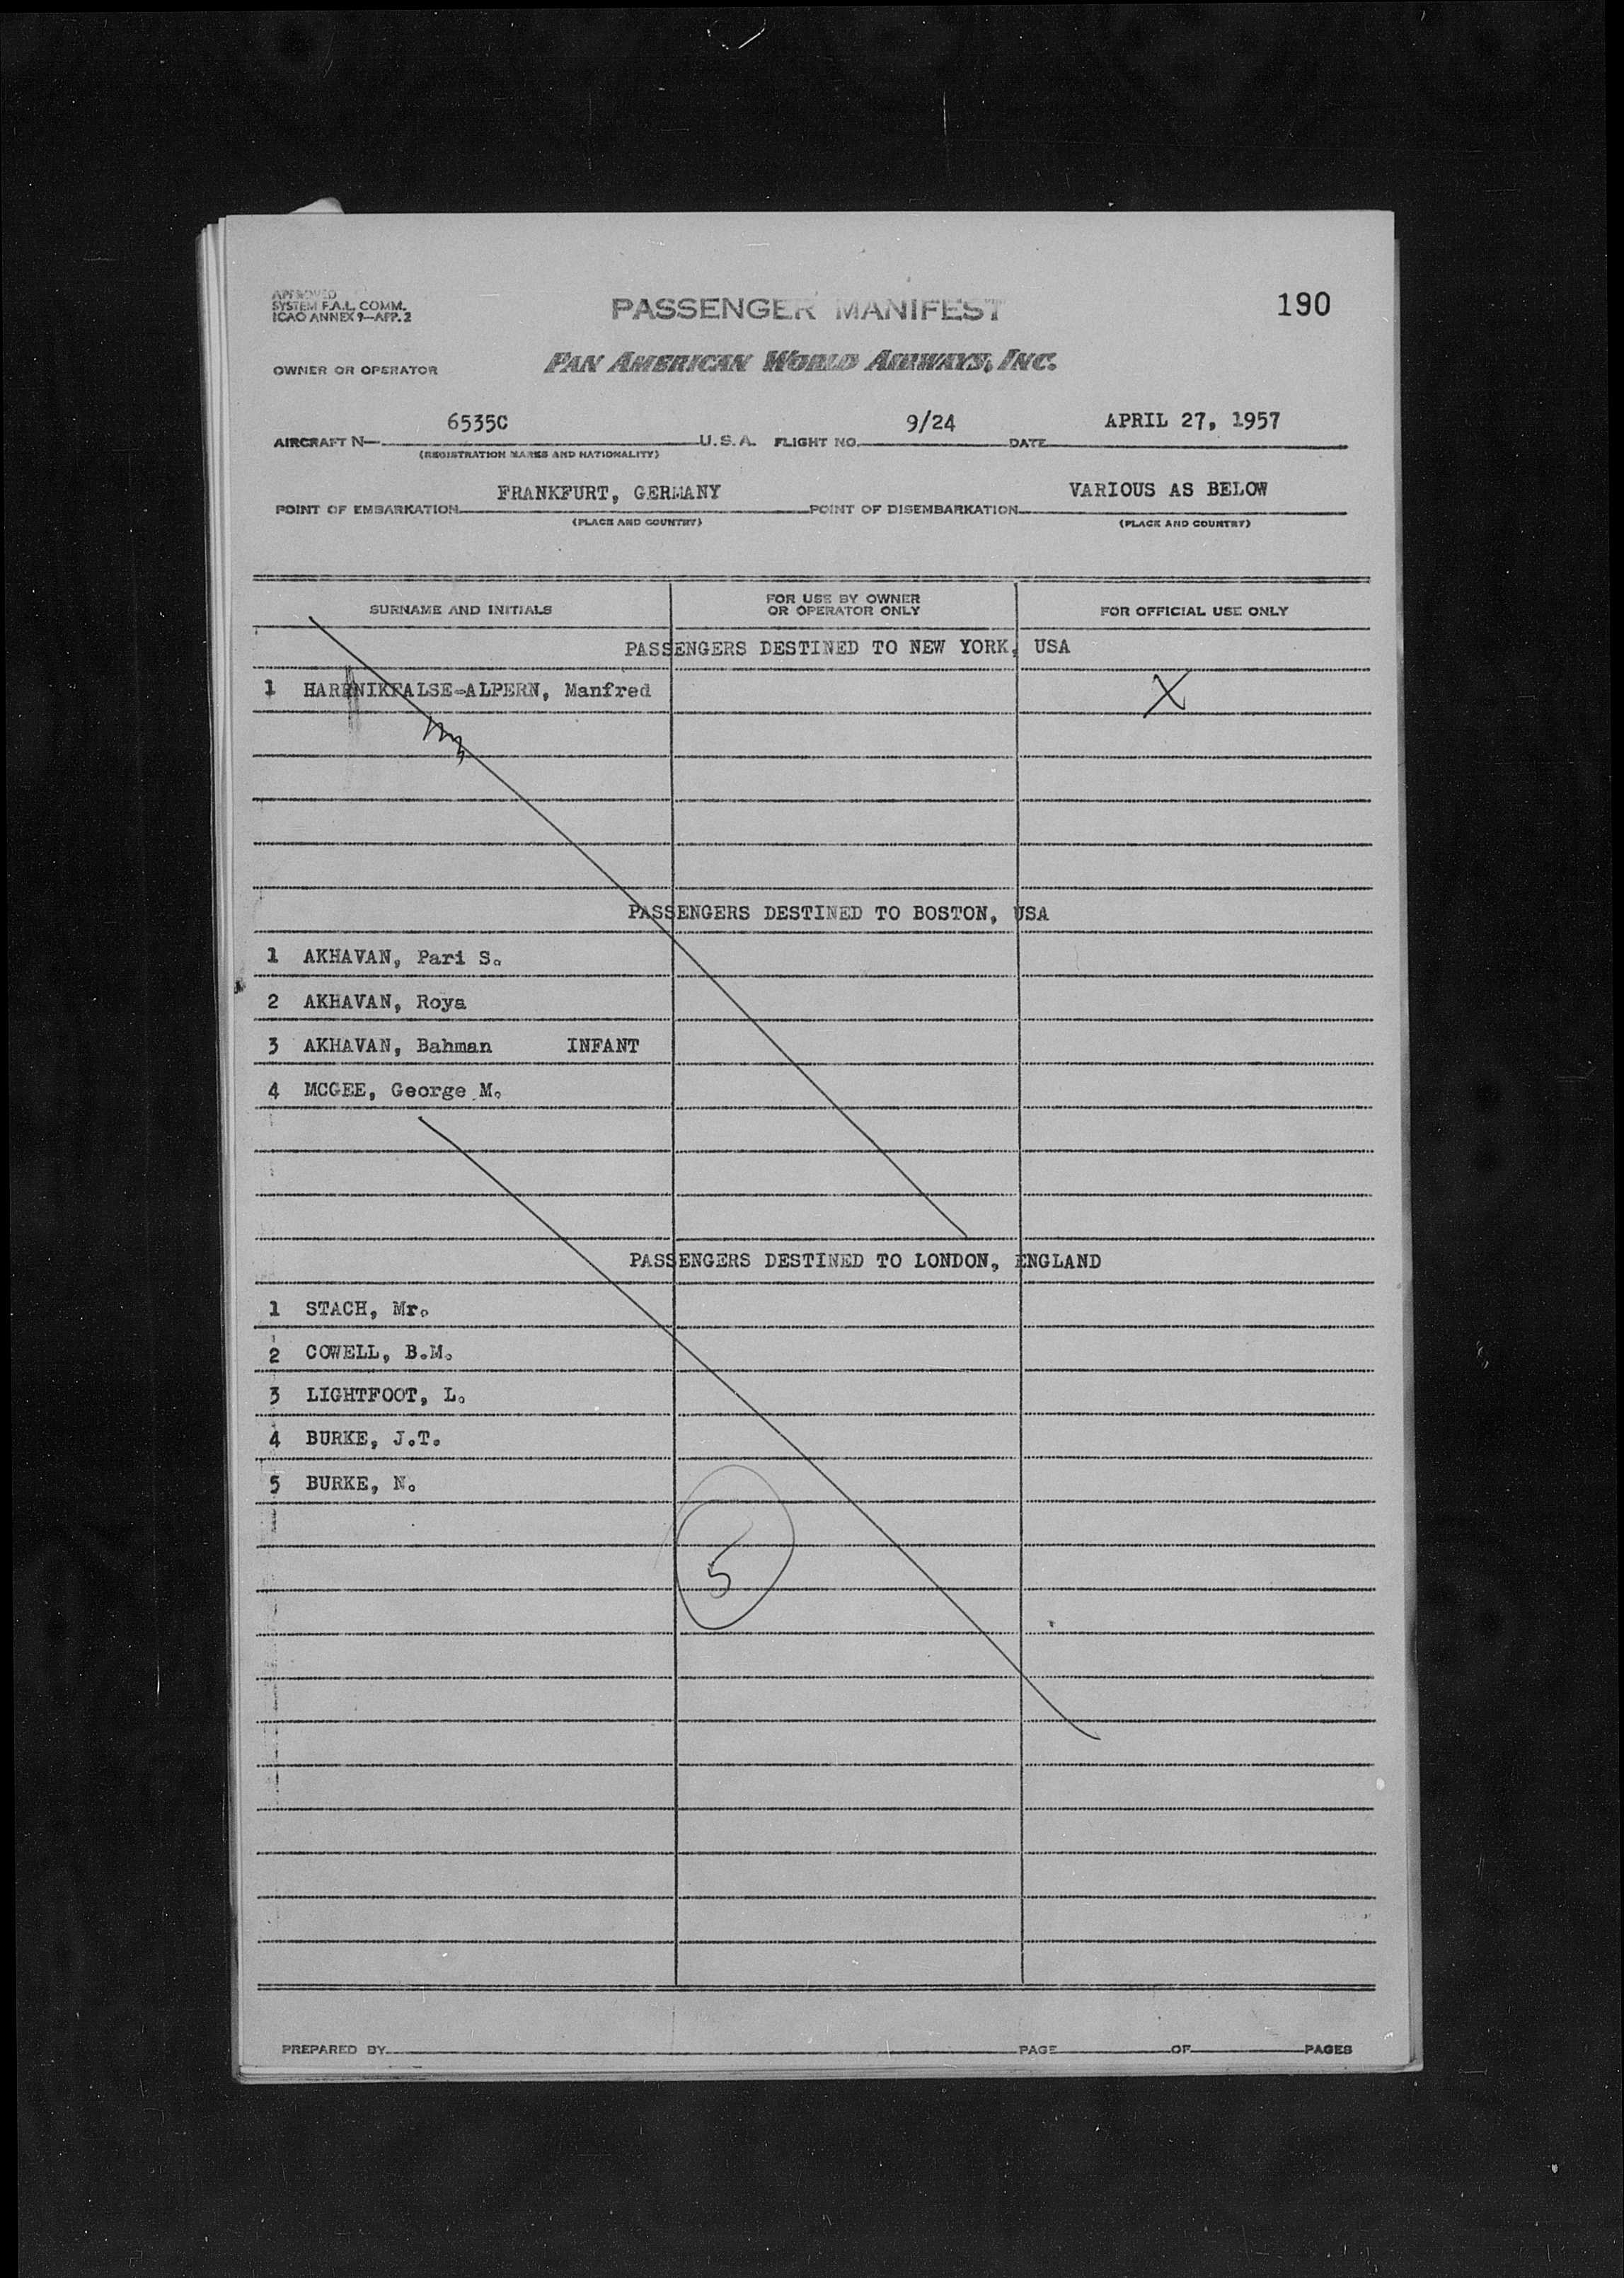 APPROVED
SYSTEM F.A.L. COMM.
ICAO ANNEX 9—APP. 2
PASSENGER MANIFEST
190
OWNER OR OPERATOR
PAN AMERICAN WORLD AIRWAYS, INC.
AIRCRAFT N— 6535C U. S. A. FLIGHT NO. 9/24 DATE APRIL 27, 1957
(REGISTRATION MARKS AND NATIONALITY)
POINT OF EMBARKATION FRANKFURT, GERMANY POINT OF DISEMBARKATION VARIOUS AS BELOW
(PLACE AND COUNTRY) (PLACE AND COUNTRY)
SURNAME AND INITIALS
FOR USE BY OWNER
OR OPERATOR ONLY
FOR OFFICIAL USE ONLY
PASSENGERS DESTINED TO NEW YORK, USA
1 Manfred X
PASSENGERS DESTINED TO BOSTON, USA
1 AKHAVAN, Pari S.
2 AKHAVAN, Roya
3 AKHAVAN, Bahman INFANT
4 MCGEE, George M.
PASSENGERS DESTINED TO LONDON, ENGLAND
1 STACH, Mr.
2 COWELL, B.M.
3 LIGHTFOOT, L.
4 BURKE, J.T.
5 BURKE, N.
5
PREPARED BY PAGE OF PAGES